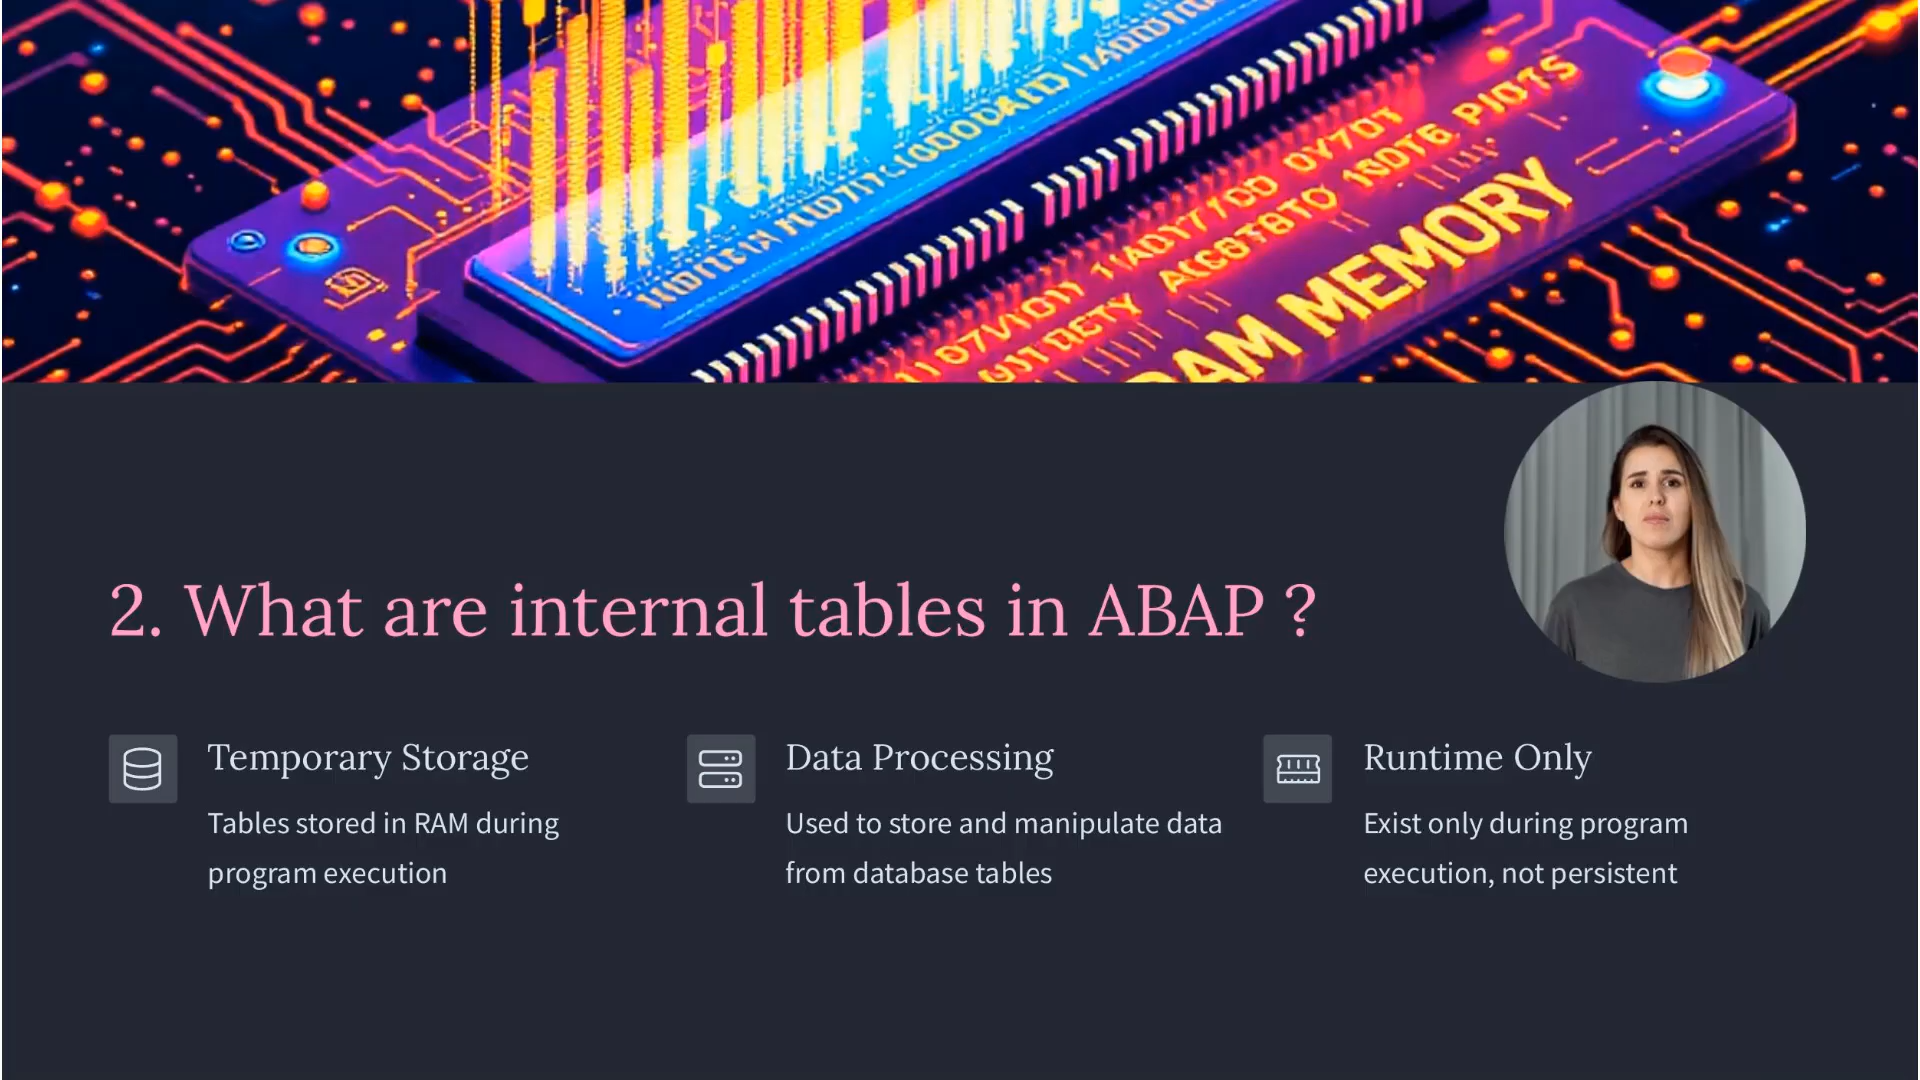 RAM MEMORY
2. What are internal tables in ABAP ?
Temporary Storage
Tables stored in RAM during
program execution
Data Processing
Used to store and manipulate data
from database tables
Runtime Only
Exist only during program
execution, not persistent